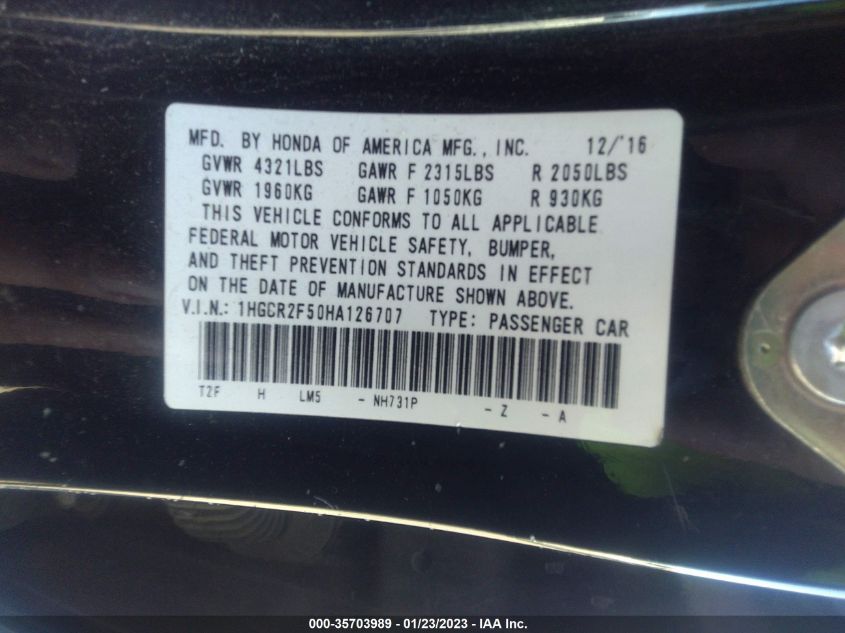 MFD. BY HONDA OF AMERICA MFG., INC. 12/'16
GVWR 4321LBS GAWR F 2315LBS R 2050LBS
GVWR 1960KG GAWR F 1050KG R 930KG
THIS VEHICLE CONFORMS TO ALL APPLICABLE
FEDERAL MOTOR VEHICLE SAFETY, BUMPER,
AND THEFT PREVENTION STANDARDS IN EFFECT
ON THE DATE OF MANUFACTURE SHOWN ABOVE.
V.I.N.: 1HGCR2F50HA126707 TYPE: PASSENGER CAR
T2F H LM5 - NH731P - Z - A
000-35703989 - 01/23/2023 - IAA Inc.